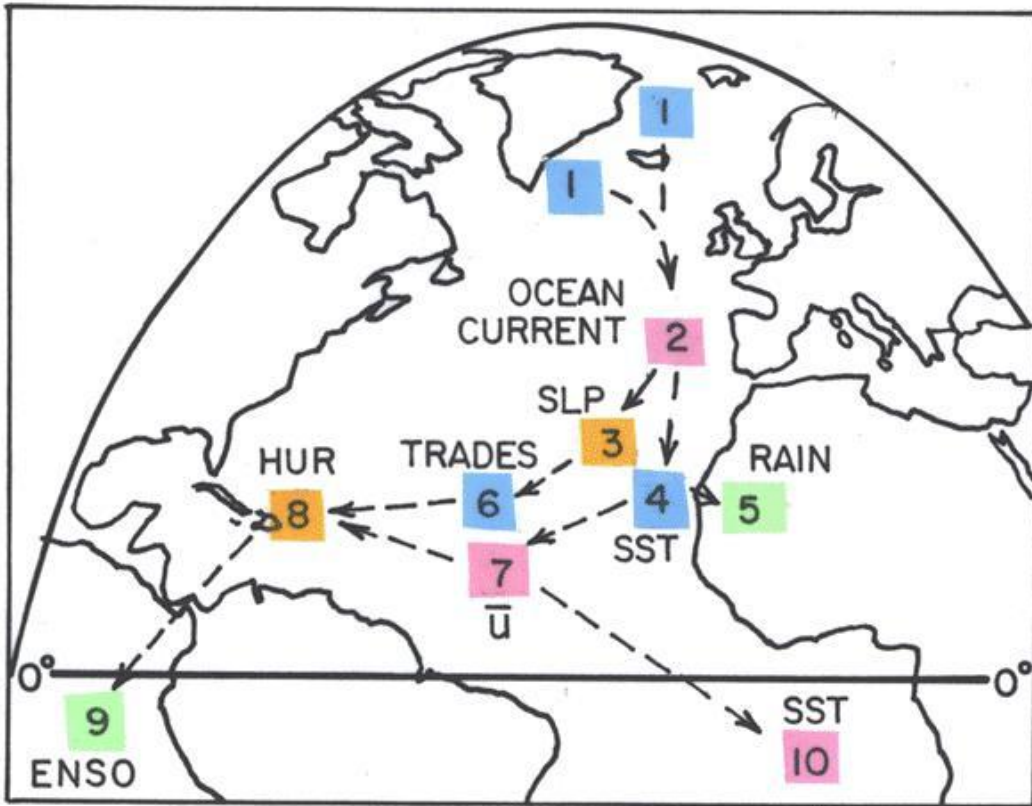 1
1
OCEAN
CURRENT
2
SLP
3
HUR
TRADES
RAIN
8
6
4
5
SST
7
ū
0°
0°
9
ENSO
SST
10